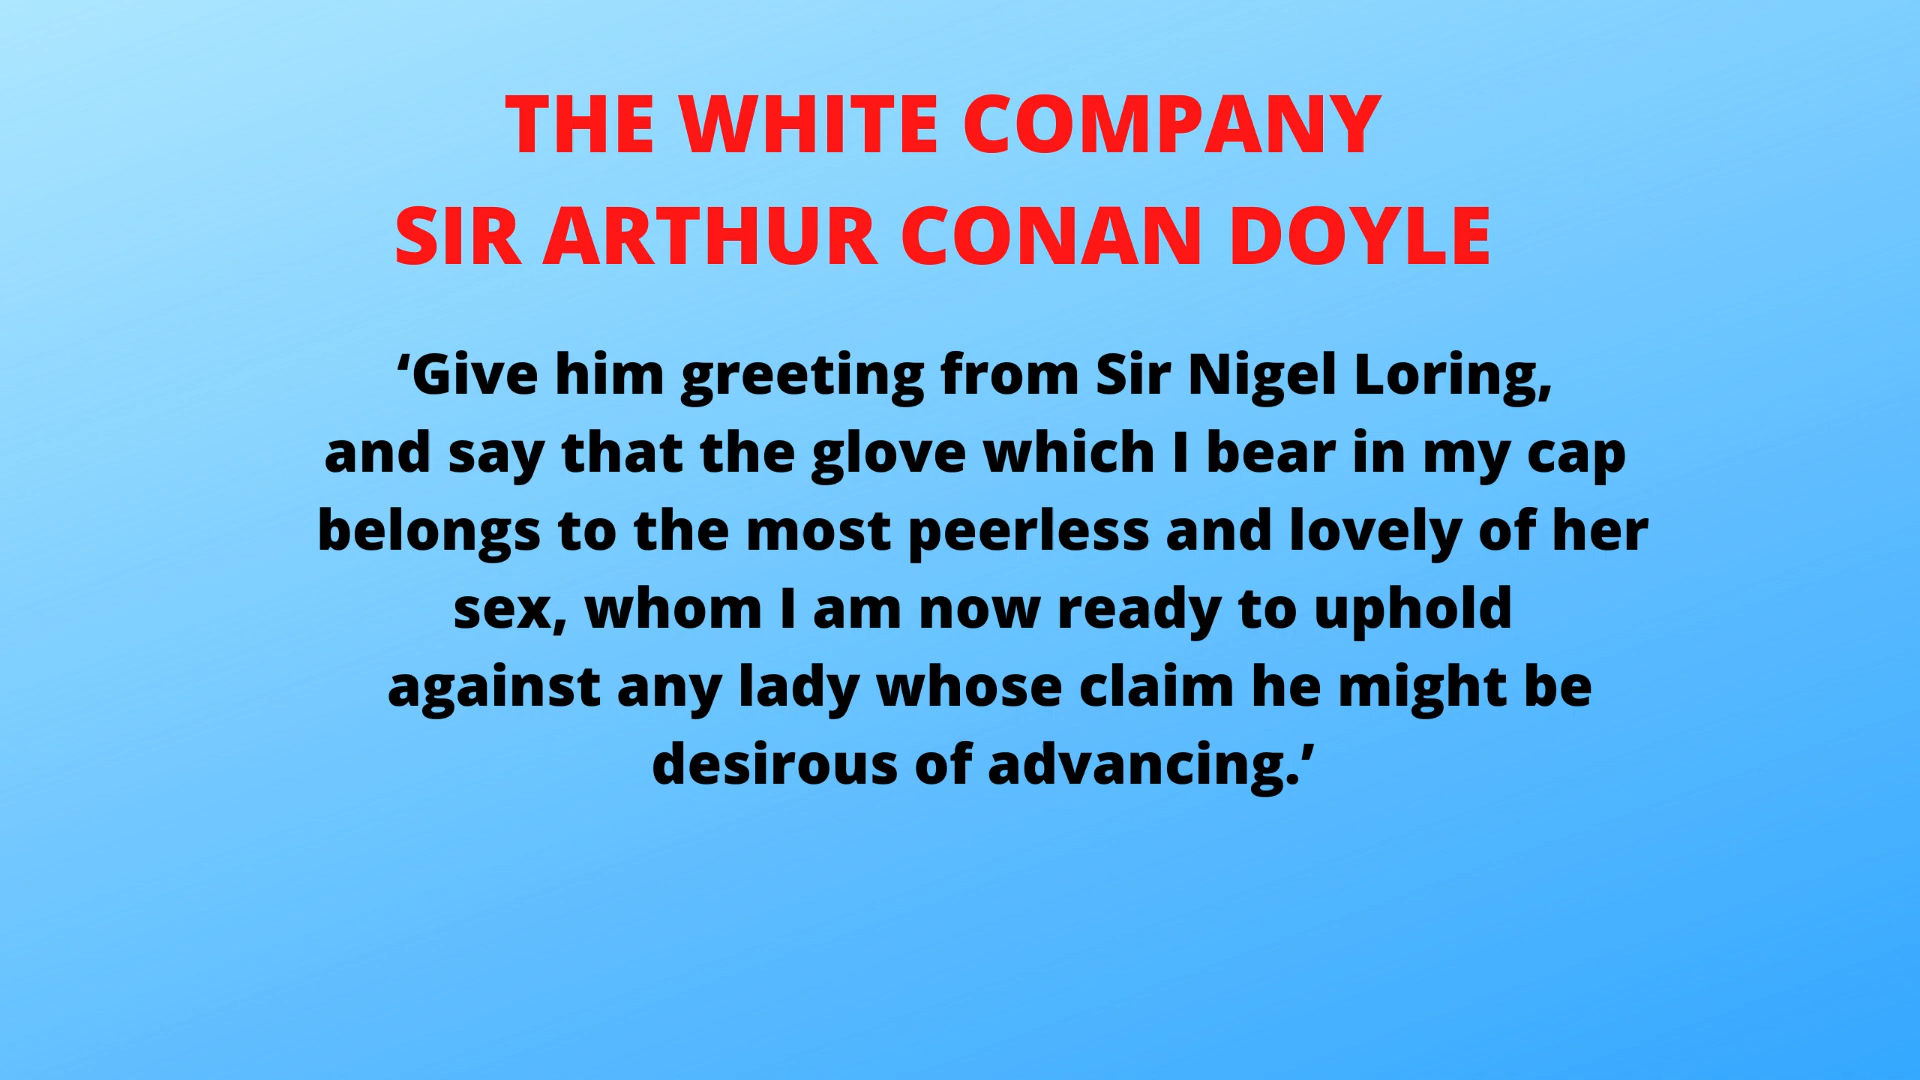 THE WHITE COMPANY
SIR ARTHUR CONAN DOYLE
‘Give him greeting from Sir Nigel Loring,
and say that the glove which I bear in my cap
belongs to the most peerless and lovely of her
sex, whom I am now ready to uphold
against any lady whose claim he might be
desirous of advancing.’